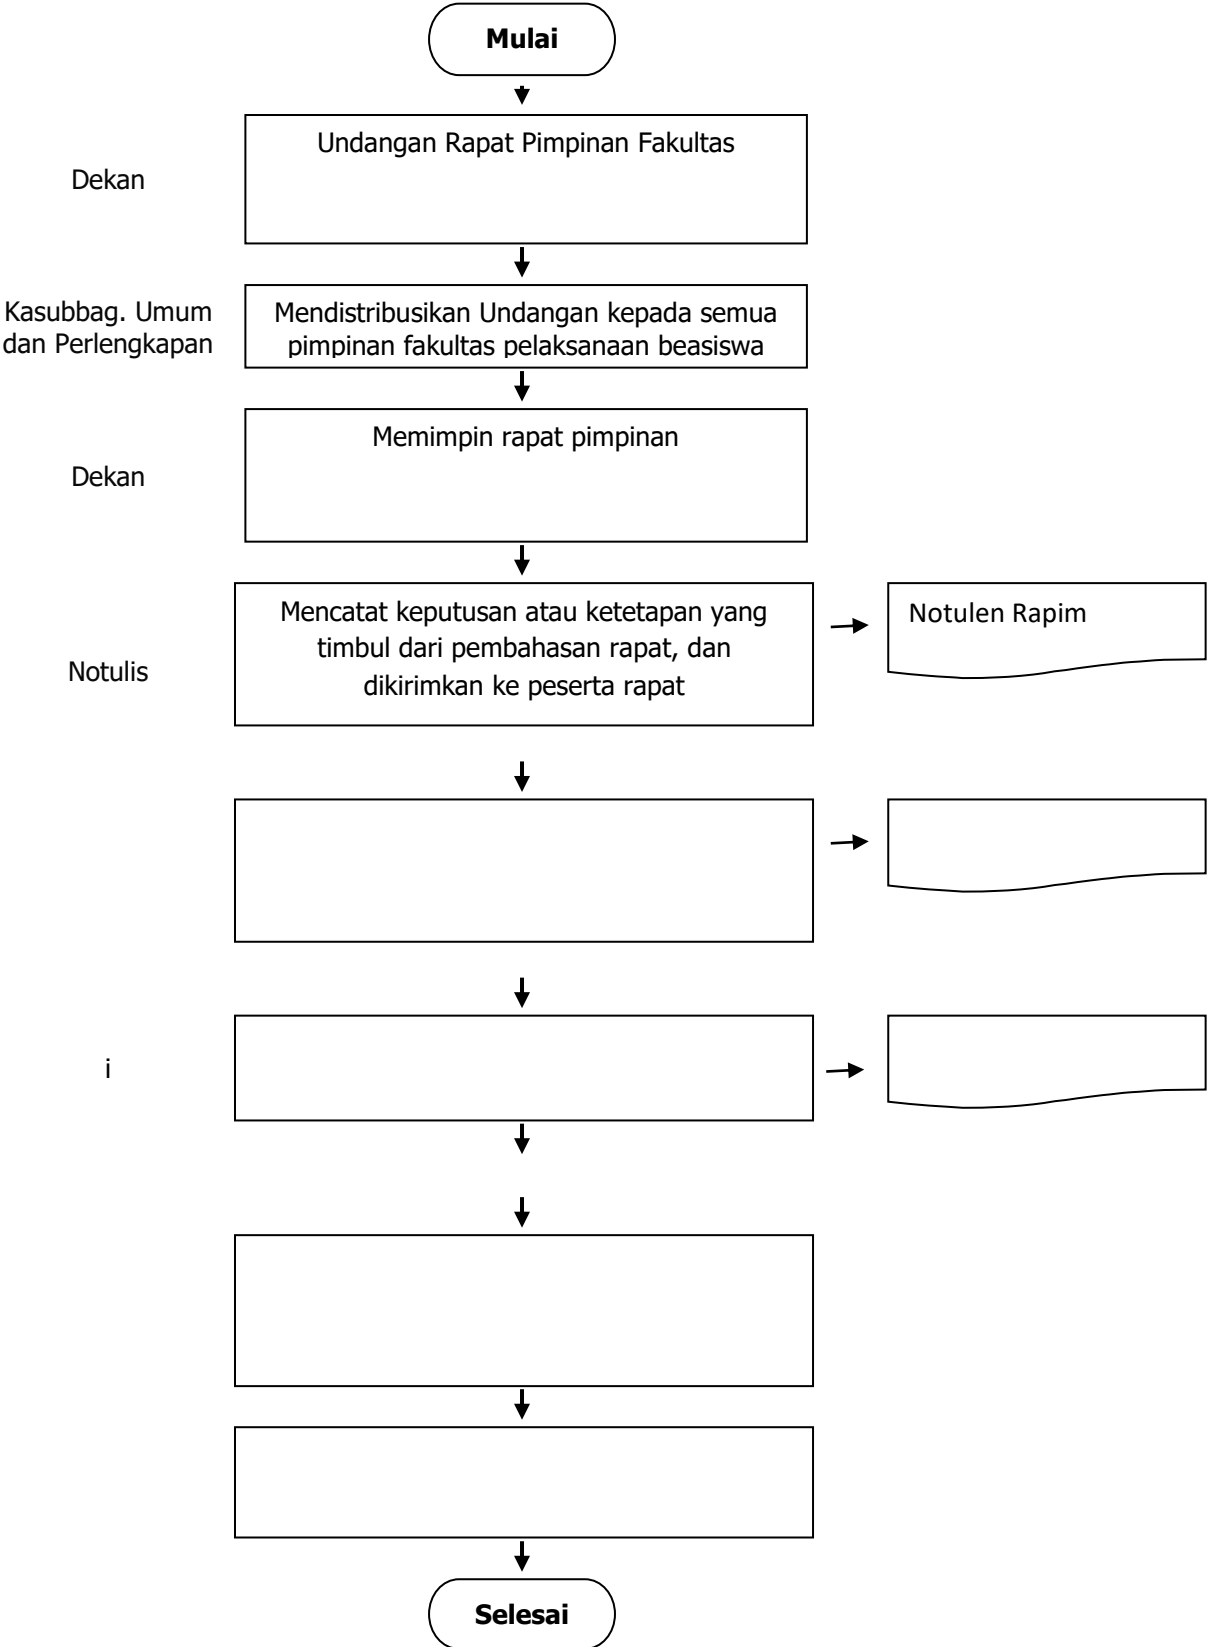 Mulai
Undangan Rapat Pimpinan Fakultas
Dekan
Kasubbag. Umum
dan Perlengkapan
Mendistribusikan Undangan kepada semua
pimpinan fakultas pelaksanaan beasiswa
Memimpin rapat pimpinan
Dekan
Mencatat keputusan atau ketetapan yang
timbul dari pembahasan rapat, dan
dikirimkan ke peserta rapat
Notulen Rapim
Notulis
i
Selesai